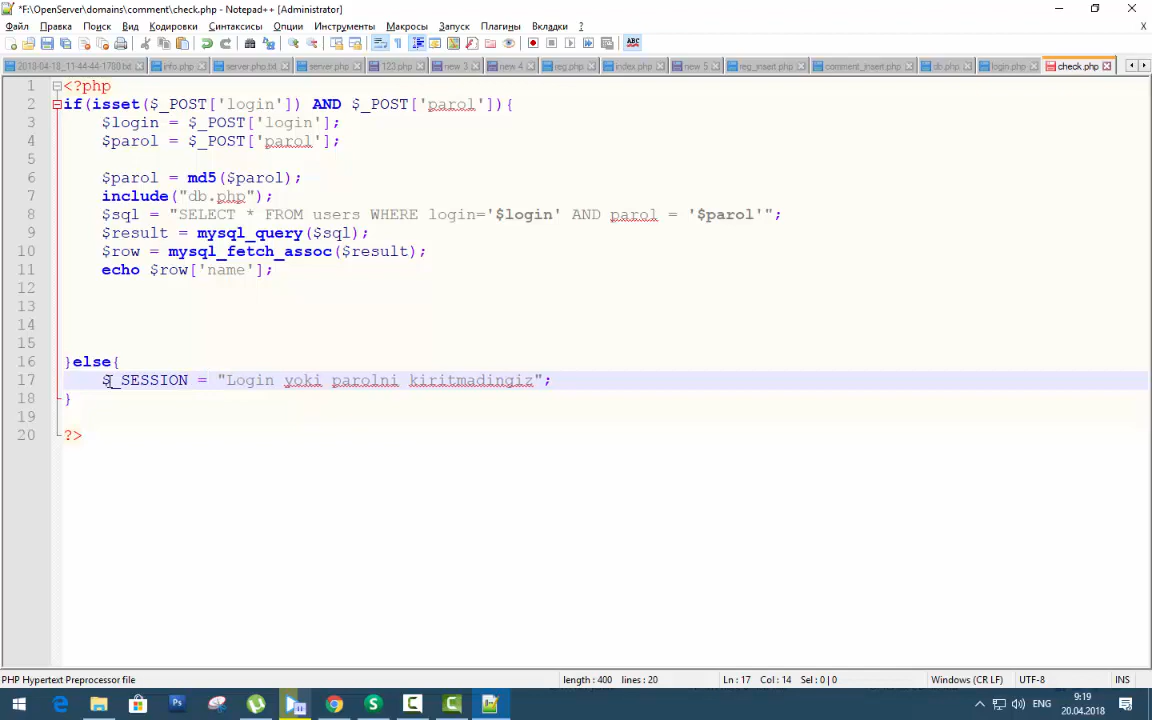 *F:\OpenServer\domains\comment\check.php - Notepad++ [Administrator]
Файл Правка Поиск Вид Кодировки Синтаксисы Опции Инструменты Макросы Запуск Плагины Вкладки ? X
2018-04-18_11-44-44-1788.txt info.php server.php.txt server.php 123.php new 3 new 4 reg.php index.php new 5 reg_insert.php comment_insert.php db.php login.php check.php
1 <?php
2 if(isset($_POST['login']) AND $_POST['parol']){
3 $login = $_POST['login'];
4 $parol = $_POST['parol'];
5
6 $parol = md5($parol);
7 include("db.php");
8 $sql = "SELECT * FROM users WHERE login='$login' AND parol = '$parol'";
9 $result = mysql_query($sql);
10 $row = mysql_fetch_assoc($result);
11 echo $row['name'];
12
13
14
15
16 }else{
17 $_SESSION = "Login yoki parolni kiritmadingiz";
18 }
19
20 ?>
PHP Hypertext Preprocessor file length : 400 lines : 20 Ln : 17 Col : 14 Sel : 0 | 0 Windows (CR LF) UTF-8 INS
ENG 9:19
20.04.2018